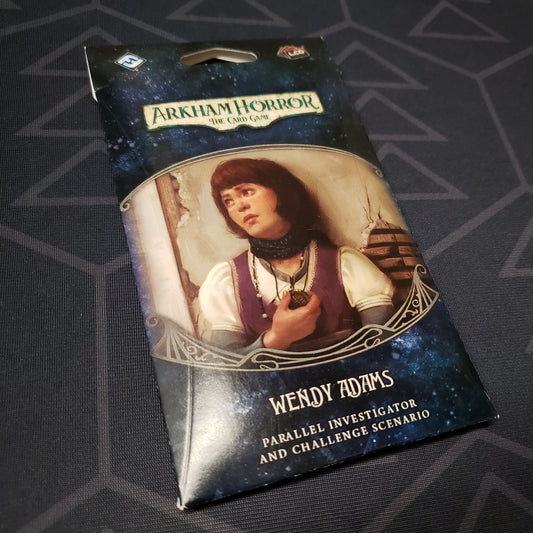 ARKHAM HORROR
THE CARD GAME
WENDY ADAMS
PARALLEL INVESTIGATOR
AND CHALLENGE SCENARIO